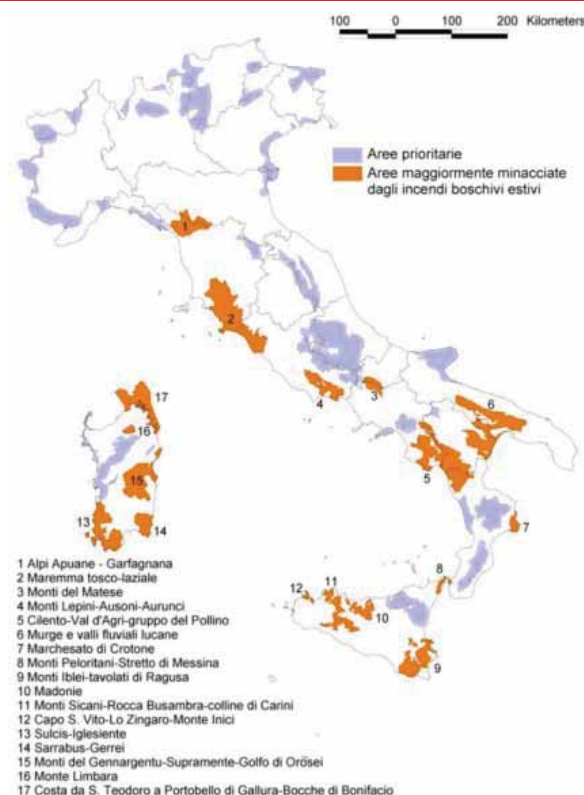 100 0 100 200 Kilometers
Aree prioritarie
Aree maggiormente minacciate
dagli incendi boschivi estivi
1
2
3
4
5
6
7
8
9
10
11
12
13
14
15
16
17
1 Alpi Apuane - Garfagnana
2 Maremma tosco-laziale
3 Monti del Matese
4 Monti Lepini-Ausoni-Aurunci
5 Cilento-Val d'Agri-gruppo del Pollino
6 Murge e valli fluviali lucane
7 Marchesato di Crotone
8 Monti Peloritani-Stretto di Messina
9 Monti Iblei-tavolati di Ragusa
10 Madonie
11 Monti Sicani-Rocca Busambra-colline di Carini
12 Capo S. Vito-Lo Zingaro-Monte Inici
13 Sulcis-Iglesiente
14 Sarrabus-Gerrei
15 Monti del Gennargentu-Supramente-Golfo di Orosei
16 Monte Limbara
17 Costa da S. Teodoro a Portobello di Gallura-Bocche di Bonifacio